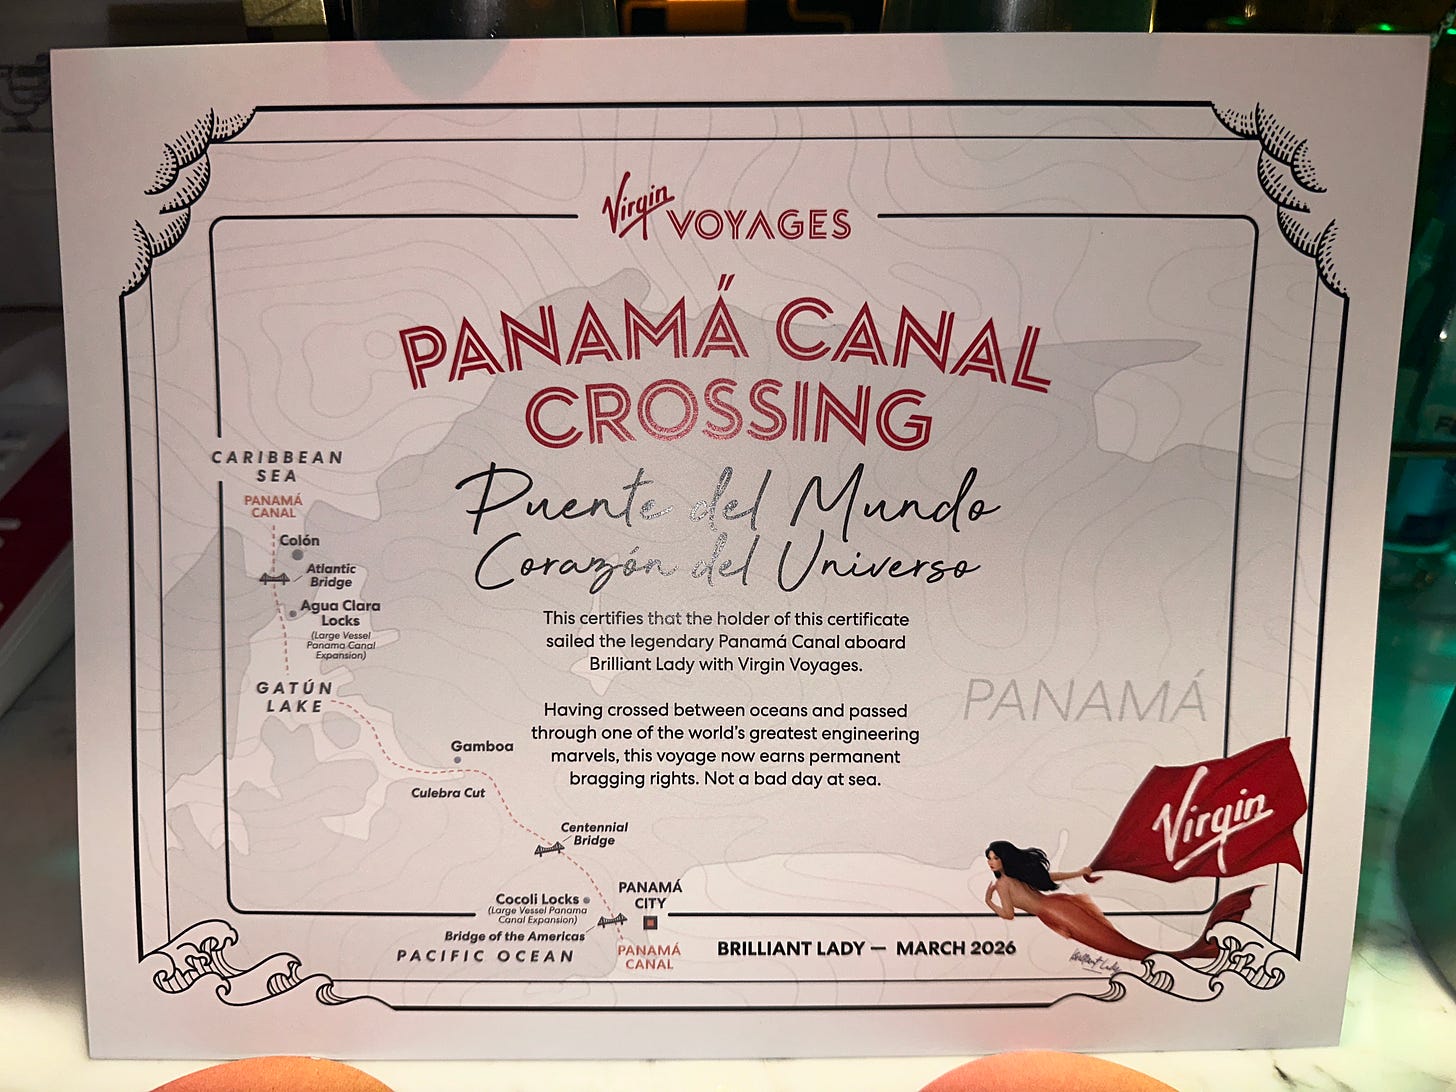 Virgin VOYAGES
PANAMÁ CANAL
CROSSING
Puente del Mundo
Corazón del Universo
This certifies that the holder of this certificate
sailed the legendary Panamá Canal aboard
Brilliant Lady with Virgin Voyages.
Having crossed between oceans and passed
through one of the world's greatest engineering
marvels, this voyage now earns permanent
bragging rights. Not a bad day at sea.
CARIBBEAN
SEA
PANAMÁ
CANAL
Colón
Atlantic
Bridge
Agua Clara
Locks
(Large Vessel
Panama Canal
Expansion)
GATÚN
LAKE
Gamboa
Culebra Cut
Centennial
Bridge
Cocoli Locks
(Large Vessel Panama
Canal Expansion)
PANAMÁ
CITY
Bridge of the Americas
PACIFIC OCEAN
PANAMÁ
CANAL
PANAMÁ
Virgin
BRILLIANT LADY — MARCH 2026
Brilliant Lady